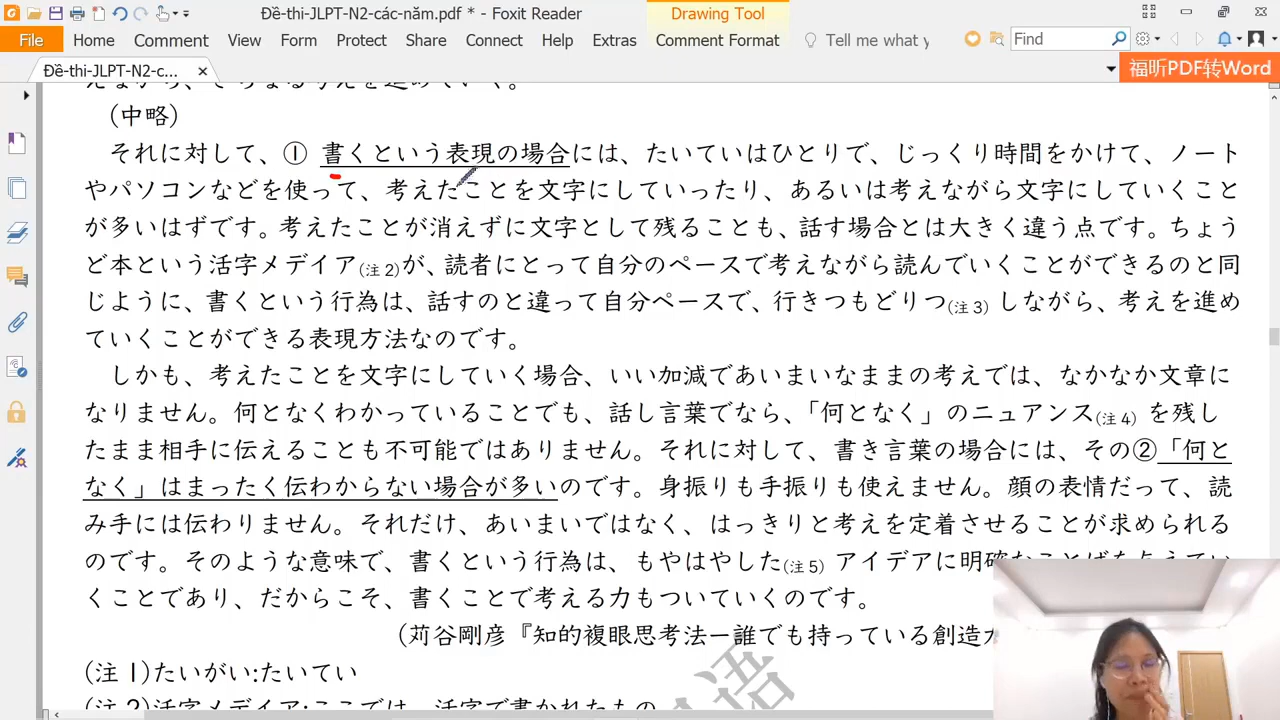 Đề-thi-JLPT-N2-các-năm.pdf * - Foxit Reader
Drawing Tool
File Home Comment View Form Protect Share Connect Help Extras Comment Format Tell me what y Find
Đề-thi-JLPT-N2-c...
福昕PDF转Word
(中略)
それに対して、① 書くという表現の場合には、たいていはひとりで、じっくり時間をかけて、ノート
やパソコンなどを使って、考えたことを文字にしていったり、あるいは考えながら文字にしていくこと
が多いはずです。考えたことが消えずに文字として残ることも、話す場合とは大きく違う点です。ちょう
ど本という活字メデイア(注2)が、読者にとって自分のペースで考えながら読んでいくことができるのと同
じように、書くという行為は、話すのと違って自分ペースで、行きつもどりつ(注3)しながら、考えを進め
ていくことができる表現方法なのです。
しかも、考えたことを文字にしていく場合、いい加減であいまいなままの考えでは、なかなか文章に
なりません。何となくわかっていることでも、話し言葉でなら、「何となく」のニュアンス(注4)を残し
たまま相手に伝えることも不可能ではありません。それに対して、書き言葉の場合には、その②「何と
なく」はまったく伝わからない場合が多いのです。身振りも手振りも使えません。顔の表情だって、読
み手には伝わりません。それだけ、あいまいではなく、はっきりと考えを定着させることが求められる
のです。そのような意味で、書くという行為は、もやはやした(注5)アイデアに明確
くことであり、だからこそ、書くことで考える力もついていくのです。
(苅谷剛彦『知的複眼思考法ー誰でも持っている創造
(注1)たいがい:たいてい
(注2)活字メデイア:ここでは、活字で書かれたもの
语